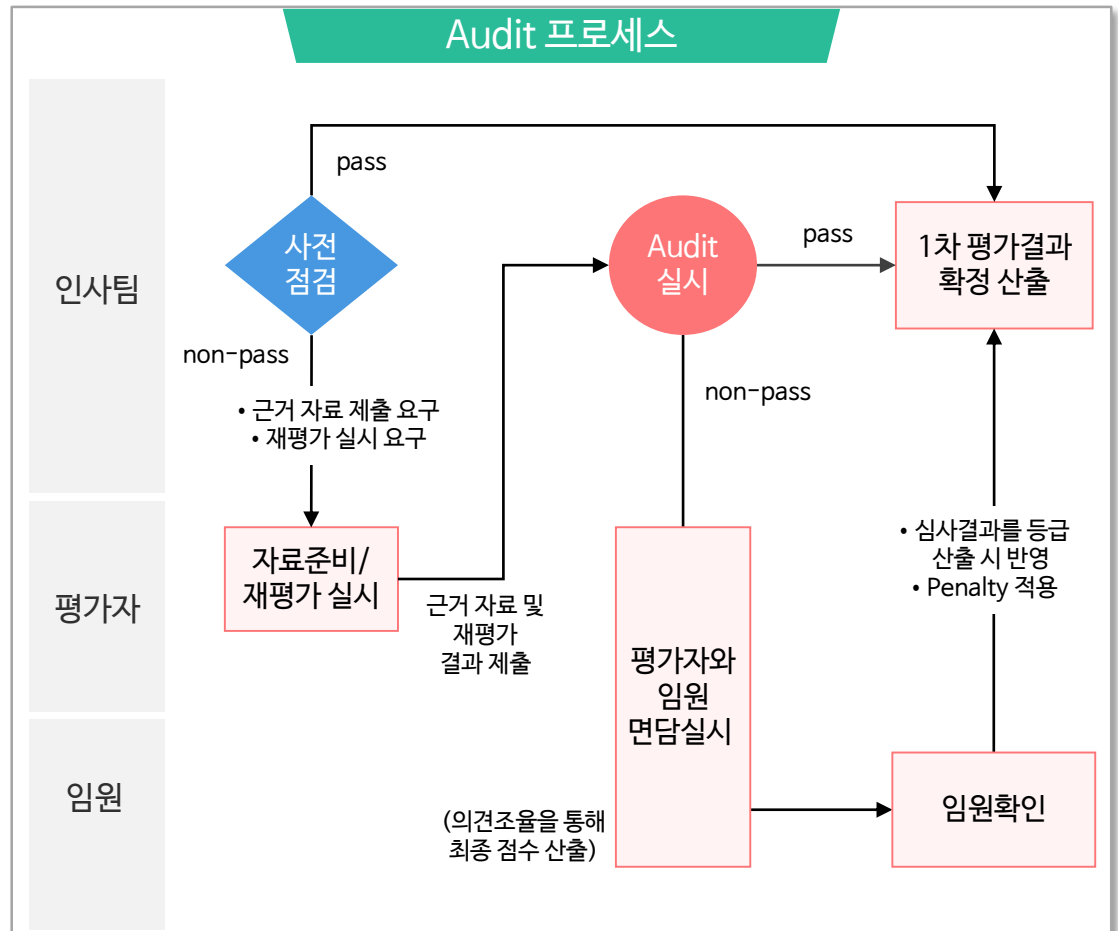 Audit 프로세스
인사팀
pass
사전
점검
Audit
실시
pass
1차 평가결과
확정 산출
non-pass
• 근거 자료 제출 요구
• 재평가 실시 요구
non-pass
평가자
자료준비/
재평가 실시
근거 자료 및
재평가
결과 제출
• 심사결과를 등급
산출 시 반영
• Penalty 적용
평가자와
임원
면담실시
임원
(의견조율을 통해
최종 점수 산출)
임원확인